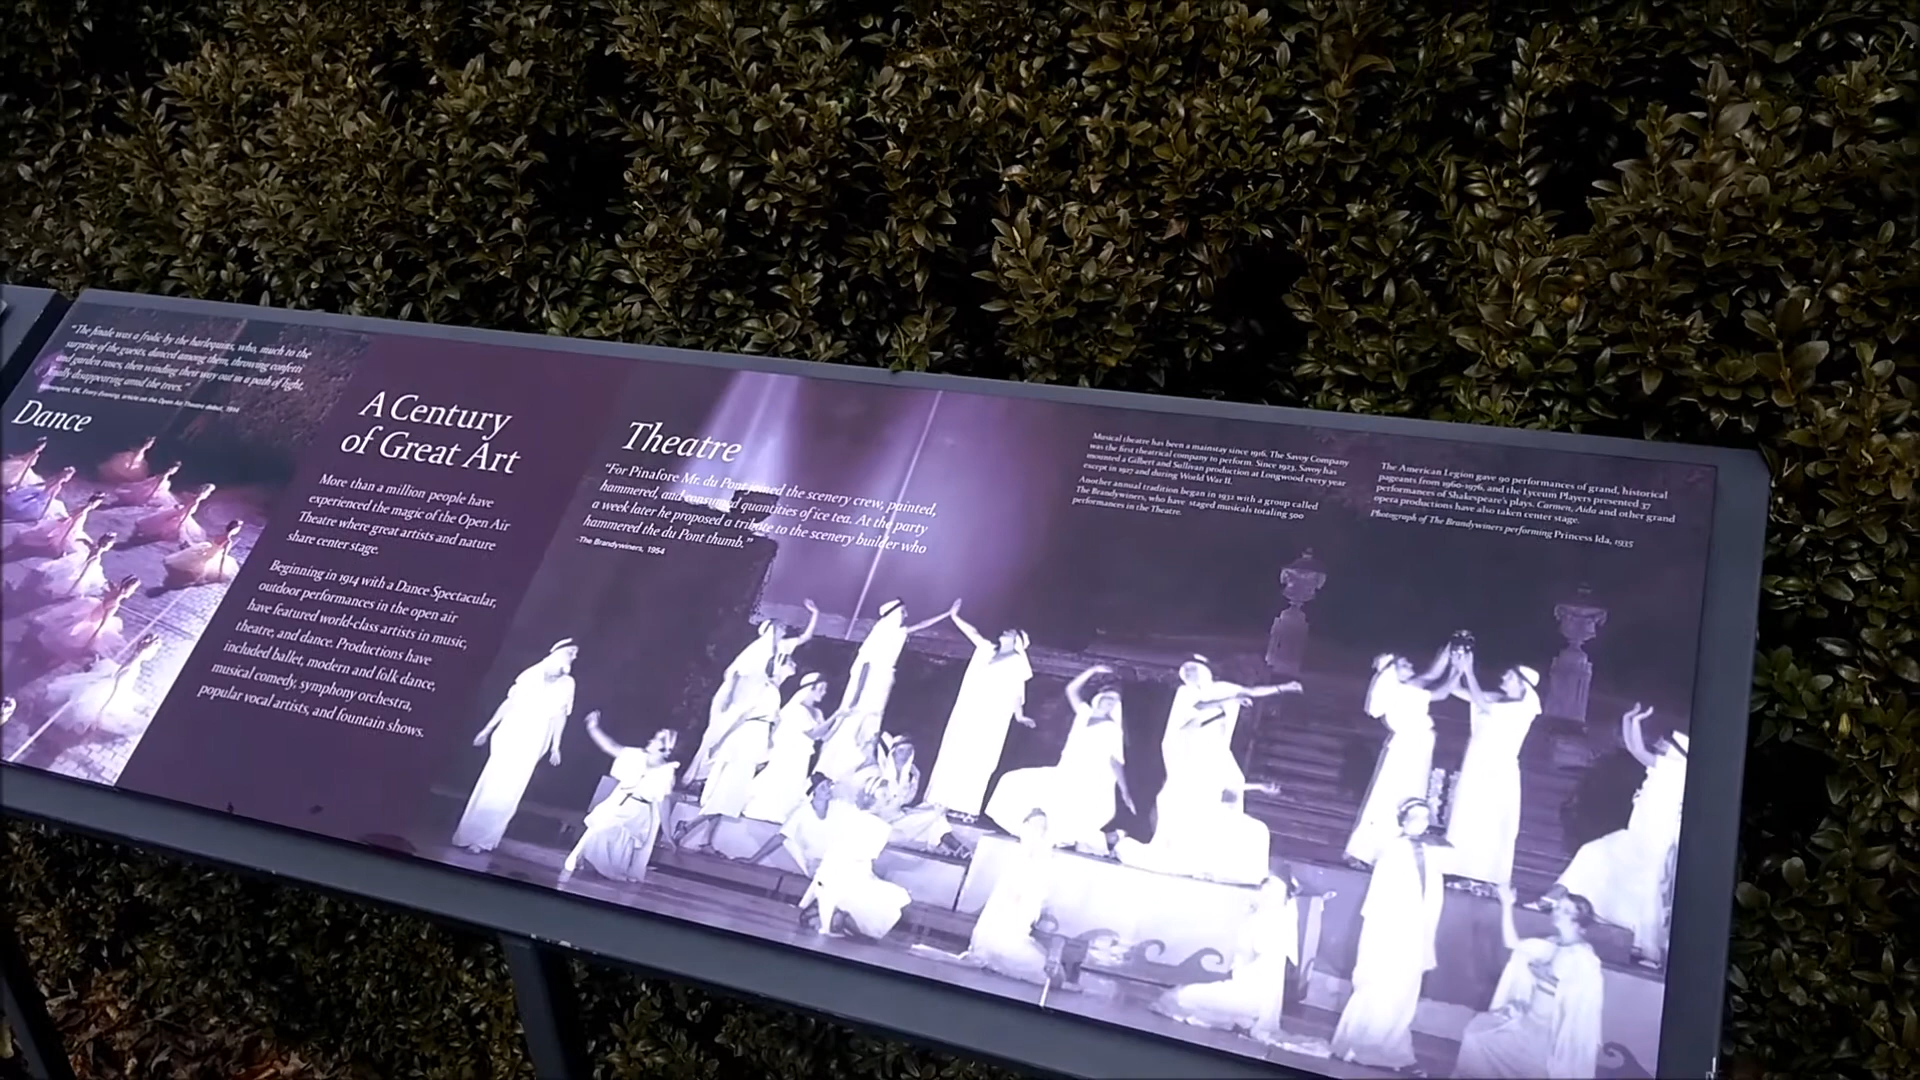 "The finale was a frolic by the harlequins, who, much to the
surprise of the guests, danced among them, throwing confetti
and garden roses, then winding their way out in a path of light,
finally disappearing amid the trees."
Wilmington, DE, Every Evening, article on the Open Air Theatre debut, 1914
Dance
A Century
of Great Art
More than a million people have
experienced the magic of the Open Air
Theatre where great artists and nature
share center stage.
Beginning in 1914 with a Dance Spectacular,
outdoor performances in the open air
have featured world-class artists in music,
theatre, and dance. Productions have
included ballet, modern and folk dance,
musical comedy, symphony orchestra,
popular vocal artists, and fountain shows.
Theatre
"For Pinafore Mr. du Pont joined the scenery crew, painted,
hammered, and consumed quantities of ice tea. At the party
a week later he proposed a tribute to the scenery builder who
hammered the du Pont thumb."
-The Brandywiners, 1954
Musical theatre has been a mainstay since 1916. The Savoy Company
was the first theatrical company to perform. Since 1923, Savoy has
mounted a Gilbert and Sullivan production at Longwood every year
except in 1927 and during World War II.
Another annual tradition began in 1932 with a group called
The Brandywiners, who have staged musicals totaling 500
performances in the Theatre.
The American Legion gave 90 performances of grand, historical
pageants from 1960-1976, and the Lyceum Players presented 37
performances of Shakespeare's plays. Carmen, Aida and other grand
opera productions have also taken center stage.
Photograph of The Brandywiners performing Princess Ida, 1935